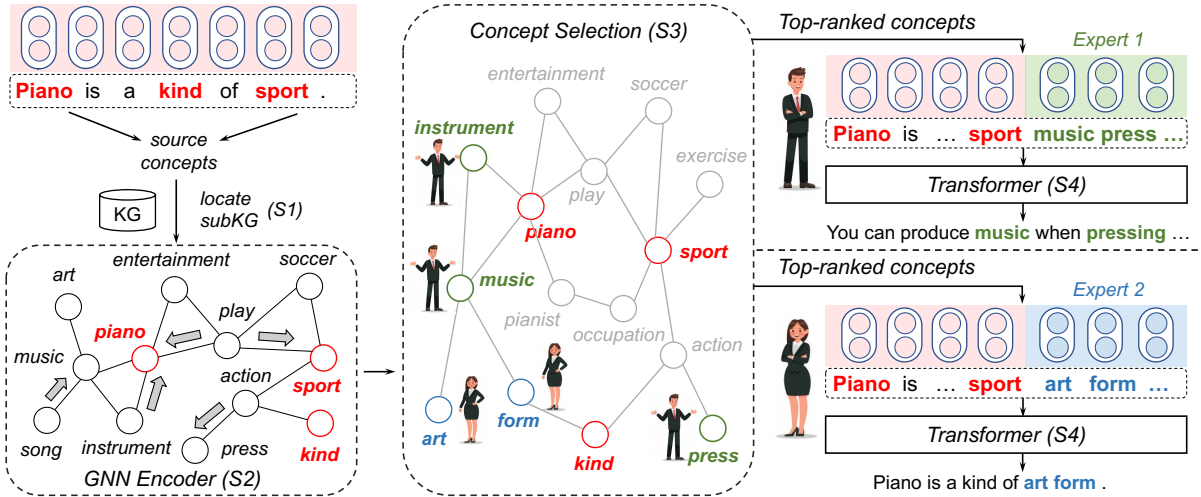 Piano is a kind of sport .
source
concepts
KG
locate
subKG
(S1)
entertainment
soccer
art
piano
play
music
sport
action
song
instrument
press
kind
GNN Encoder (S2)
Concept Selection (S3)
entertainment
soccer
instrument
exercise
play
piano
sport
music
pianist
occupation
action
art
form
kind
press
Top-ranked concepts
Expert 1
Piano is … sport music press …
Transformer (S4)
You can produce music when pressing …
Top-ranked concepts
Expert 2
Piano is … sport art form …
Transformer (S4)
Piano is a kind of art form .